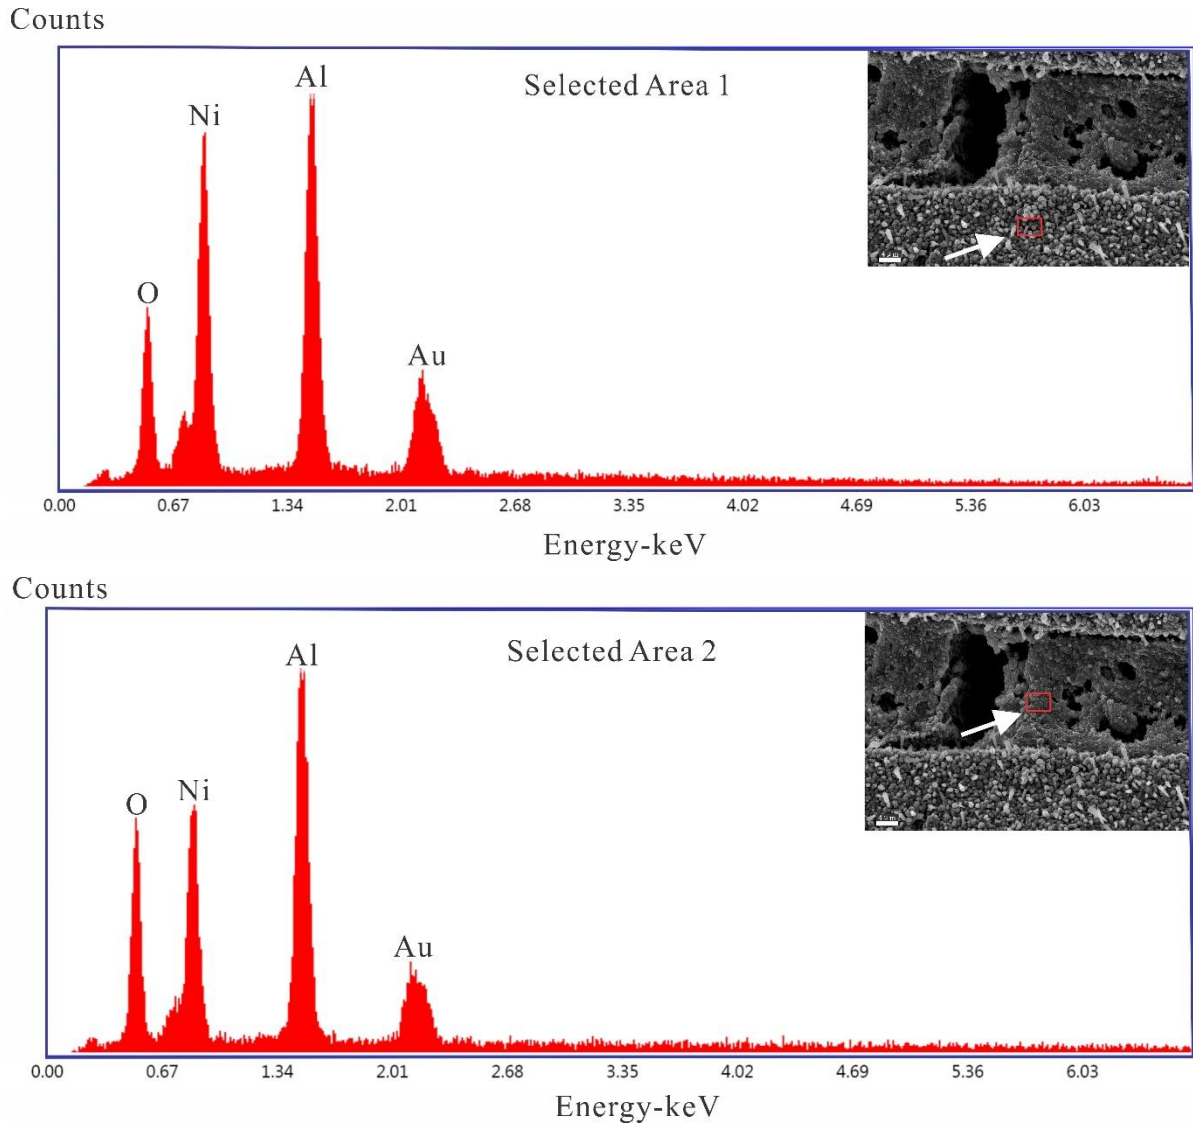 Counts
Selected Area 1
Al
Ni
O
Au
0.00 0.67 1.34 2.01 2.68 3.35 4.02 4.69 5.36 6.03
Energy-keV
Counts
Selected Area 2
Al
Ni
O
Au
0.00 0.67 1.34 2.01 2.68 3.35 4.02 4.69 5.36 6.03
Energy-keV